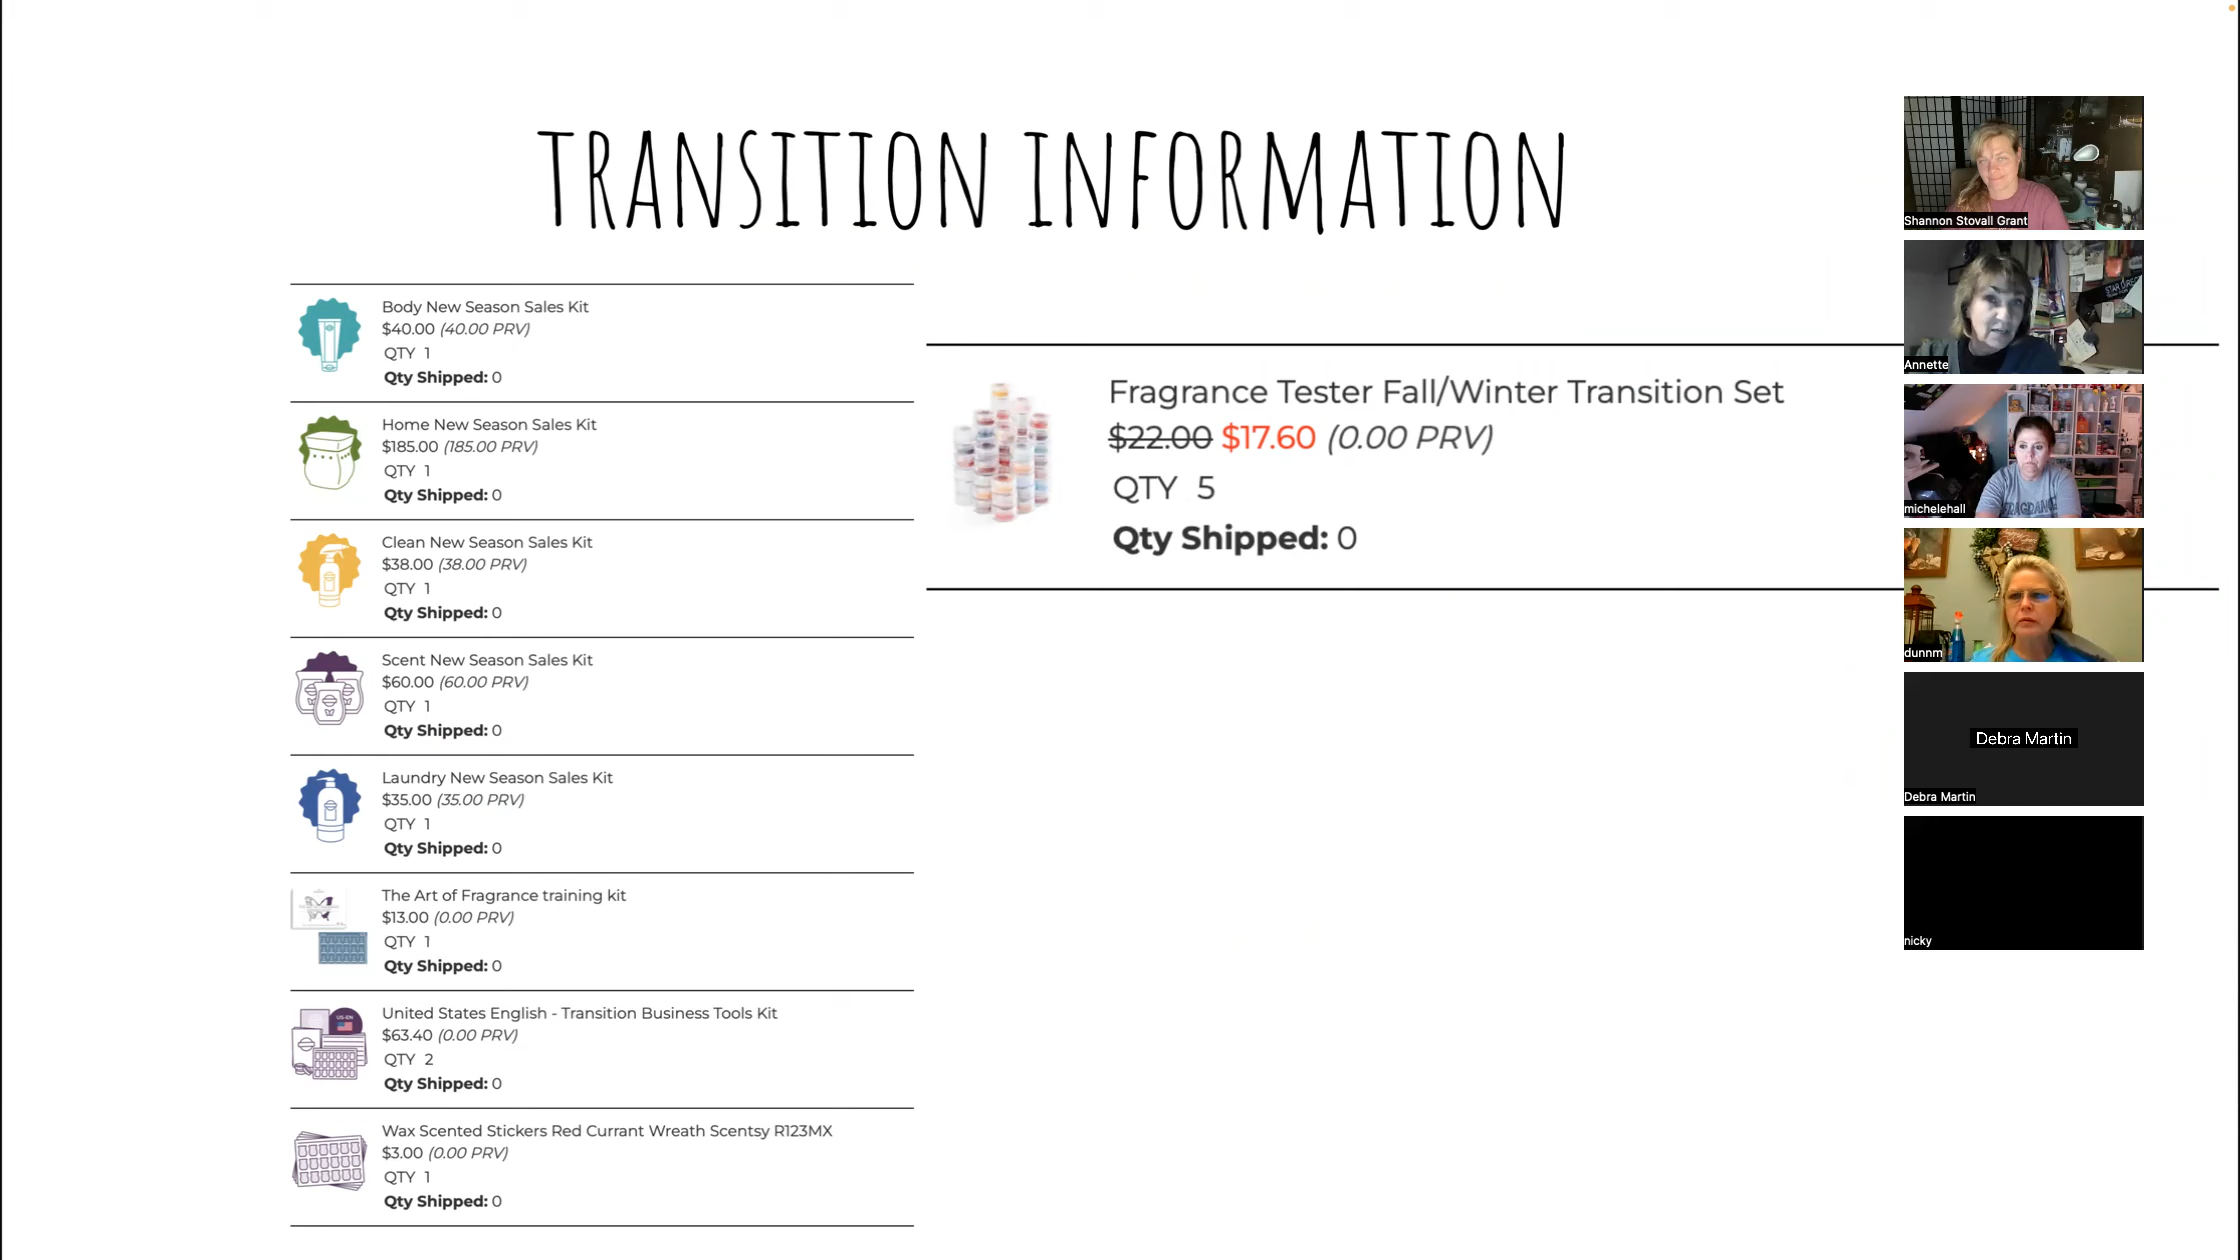 TRANSITION INFORMATION
Body New Season Sales Kit
$40.00 (40.00 PRV)
QTY 1
Qty Shipped: 0
Home New Season Sales Kit
$185.00 (185.00 PRV)
QTY 1
Qty Shipped: 0
Clean New Season Sales Kit
$38.00 (38.00 PRV)
QTY 1
Qty Shipped: 0
Scent New Season Sales Kit
$60.00 (60.00 PRV)
QTY 1
Qty Shipped: 0
Laundry New Season Sales Kit
$35.00 (35.00 PRV)
QTY 1
Qty Shipped: 0
The Art of Fragrance training kit
$13.00 (0.00 PRV)
QTY 1
Qty Shipped: 0
US-EN
United States English - Transition Business Tools Kit
$63.40 (0.00 PRV)
QTY 2
Qty Shipped: 0
Wax Scented Stickers Red Currant Wreath Scentsy R123MX
$3.00 (0.00 PRV)
QTY 1
Qty Shipped: 0
Fragrance Tester Fall/Winter Transition Set
$22.00 $17.60 (0.00 PRV)
QTY 5
Qty Shipped: 0
Shannon Stovall Grant
STAR DIREC
Annette
FRAGRANC
michelehall
dunnm
Debra Martin
Debra Martin
nicky